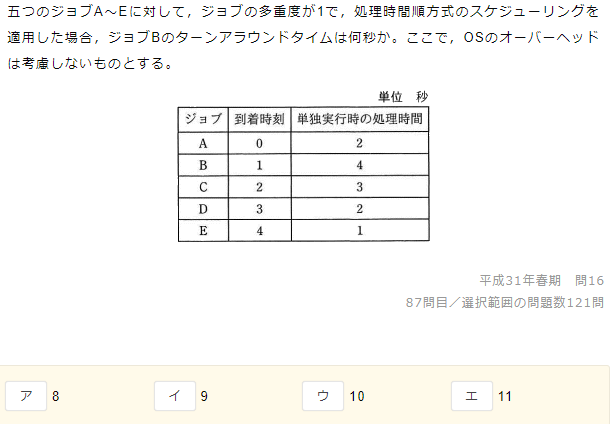 五つのジョブA～Eに対して，ジョブの多重度が1で，処理時間順方式のスケジューリングを
適用した場合，ジョブBのターンアラウンドタイムは何秒か。ここで，OSのオーバーヘッド
は考慮しないものとする。
単位 秒
ジョブ 到着時刻 単独実行時の処理時間
A 0 2
B 1 4
C 2 3
D 3 2
E 4 1
平成31年春期 問16
87問目／選択範囲の問題数121問
ア 8 イ 9 ウ 10 エ 11